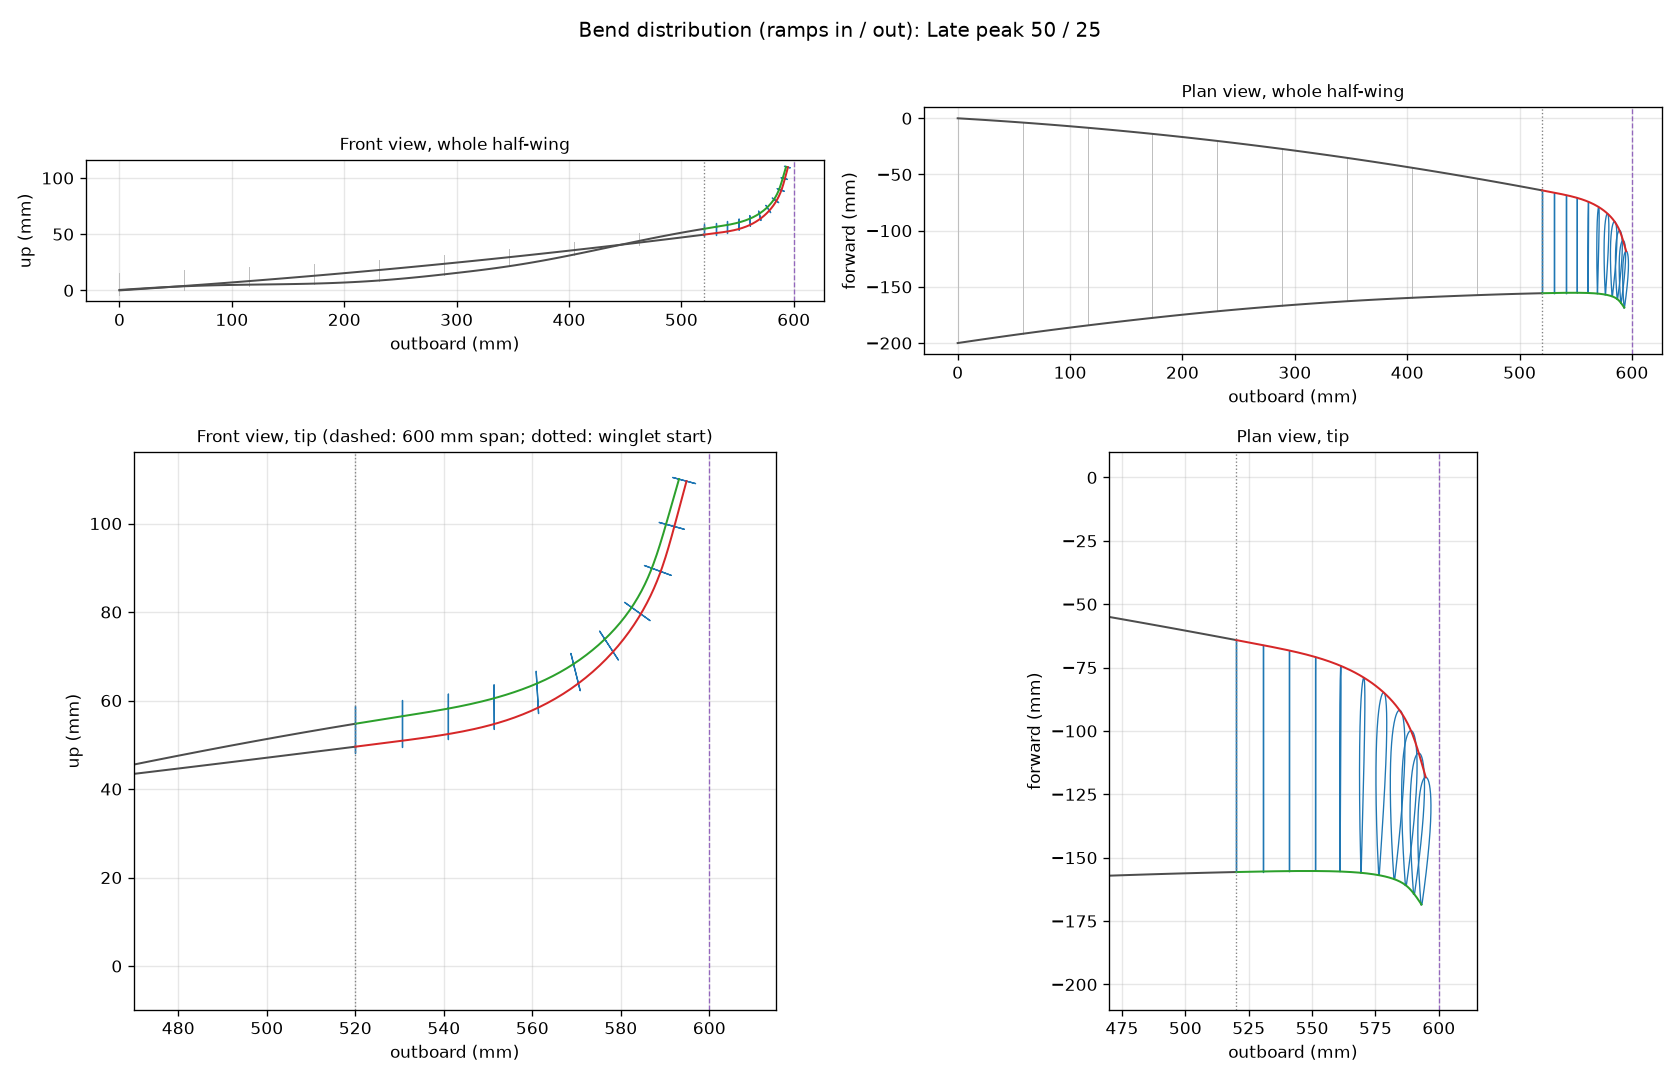 Bend distribution (ramps in / out): Late peak 50 / 25
Front view, whole half-wing
100
50
0
up (mm)
0 100 200 300 400 500 600
outboard (mm)
Plan view, whole half-wing
0
−50
−100
−150
−200
forward (mm)
0 100 200 300 400 500 600
outboard (mm)
Front view, tip (dashed: 600 mm span; dotted: winglet start)
100
80
60
40
20
0
up (mm)
480 500 520 540 560 580 600
outboard (mm)
Plan view, tip
0
−25
−50
−75
−100
−125
−150
−175
−200
forward (mm)
475 500 525 550 575 600
outboard (mm)